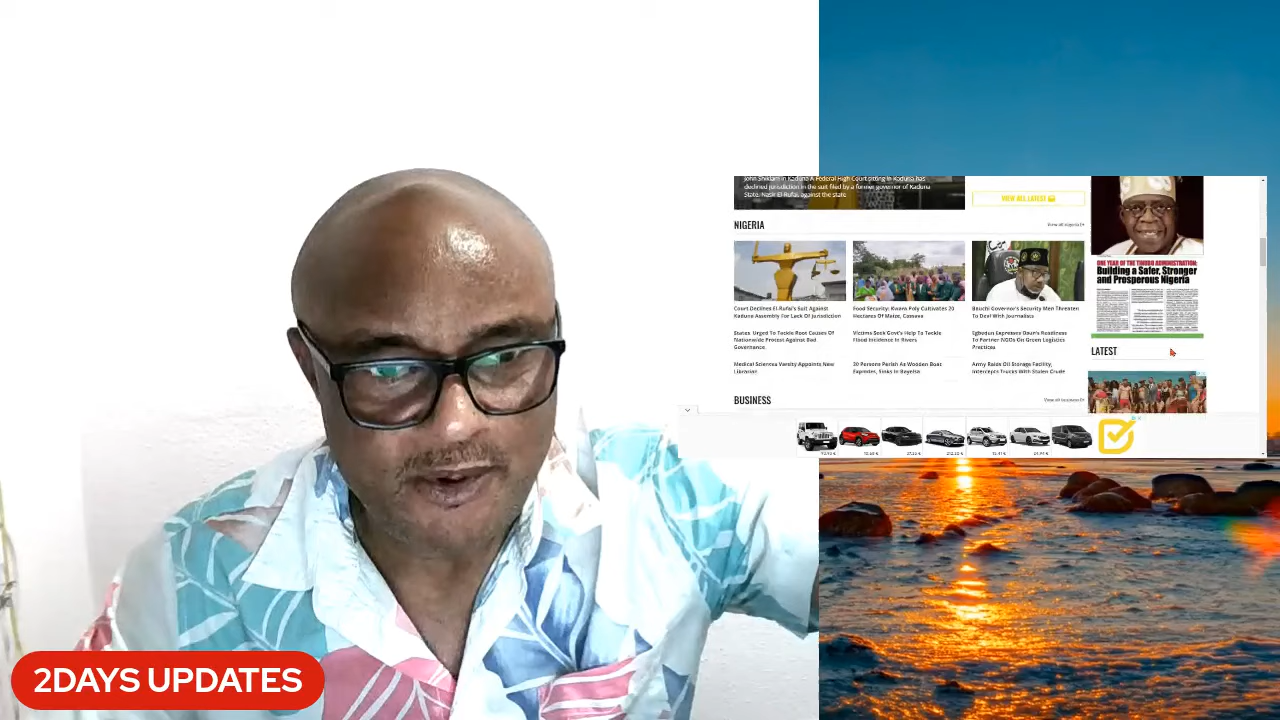 John Shiklam in Kaduna A Federal High Court sitting in Kaduna has
declined jurisdiction in the suit filed by a former governor of Kaduna
State, Nasir El-Rufai, against the state
VIEW ALL LATEST
NIGERIA
View all Nigeria
Court Declines El-Rufai's Suit Against
Kaduna Assembly For Lack Of Jurisdiction
Food Security: Kwara Poly Cultivates 20
Hectares Of Maize, Cassava
Bauchi Governor's Security Men Threaten
To Deal With Journalists
States Urged To Tackle Root Causes Of
Nationwide Protest Against Bad
Governance
Victims Seek Govt's Help To Tackle
Flood Incidence In Rivers
Egbodun Expresses Daun's Readiness
To Partner NGOs On Green Logistics
Practices
Medical Sciences Varsity Appoints New
Librarian
20 Persons Perish As Wooden Boat
Explodes, Sinks In Bayelsa
Army Raids Oil Storage Facility,
Intercepts Trucks With Stolen Crude
ONE YEAR OF THE TINUBU ADMINISTRATION:
Building a Safer, Stronger
and Prosperous Nigeria
LATEST
BUSINESS
View all business
2DAYS UPDATES